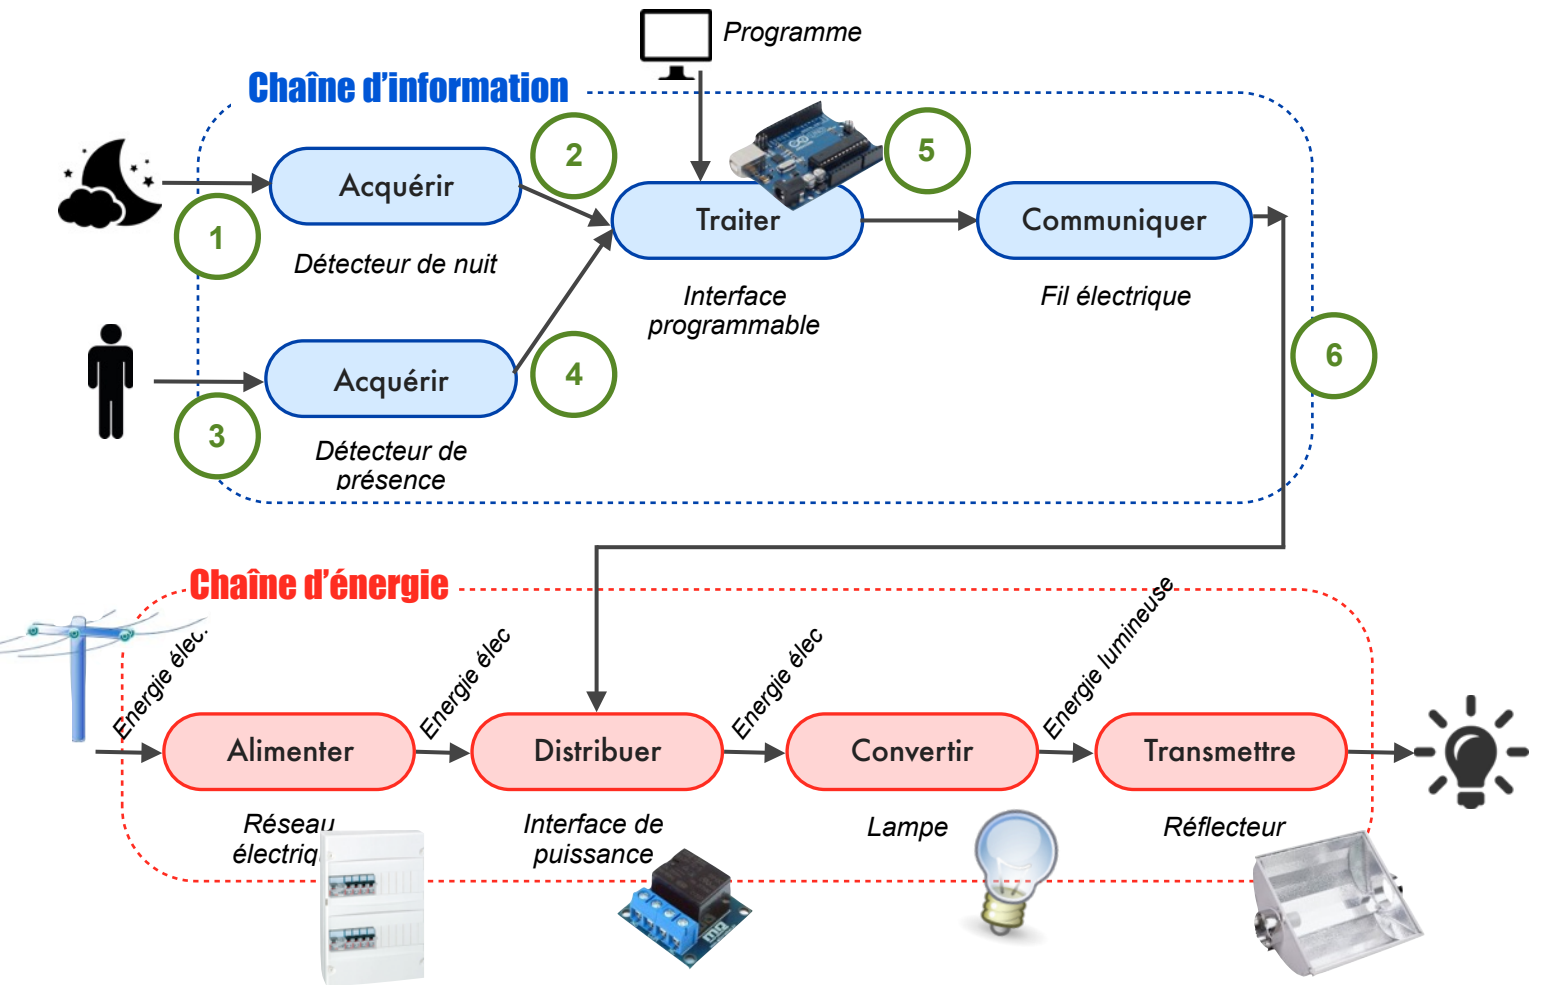 Programme
Chaîne d'information
2
5
Acquérir
Traiter
Communiquer
1
Détecteur de nuit
Interface
programmable
Fil électrique
6
Acquérir
4
3
Détecteur de
présence
Chaîne d'énergie
Energie élec.
Energie élec
Energie élec
Energie lumineuse
Alimenter
Distribuer
Convertir
Transmettre
Réseau
Interface de
puissance
Lampe
Réflecteur